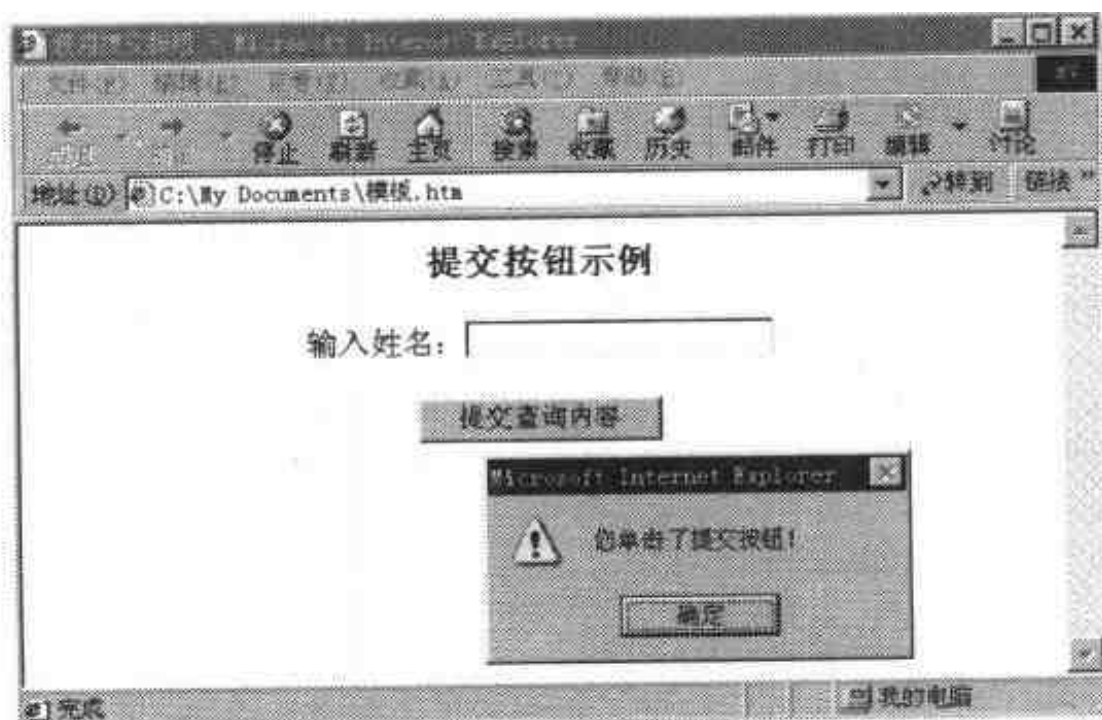 Microsoft Internet Explorer
停止 刷新 主页 搜索 收藏 历史 邮件 打印 编辑 讨论
地址(D) C:\My Documents\模板.htm 转到 链接 »
提交按钮示例
输入姓名：
提交查询内容
Microsoft Internet Explorer
您单击了提交按钮！
确定
完成 我的电脑